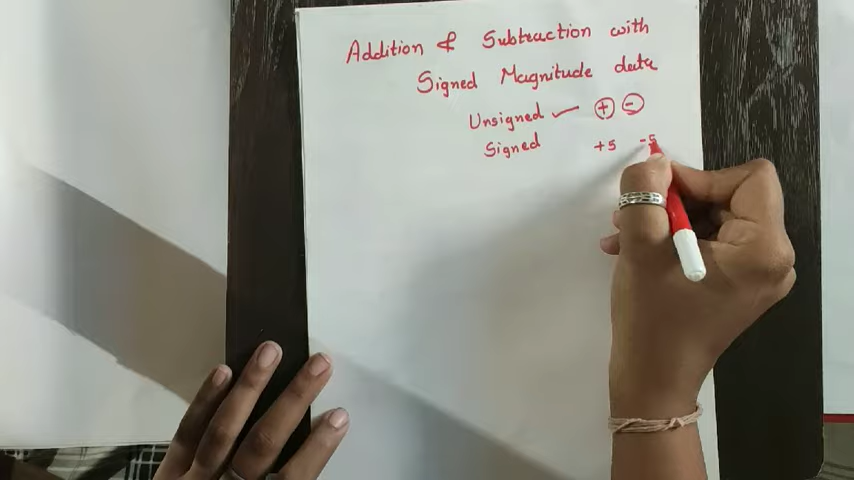 Addition & Subtraction with
Signed Magnitude data
Unsigned ✓ + -
Signed +5 -5